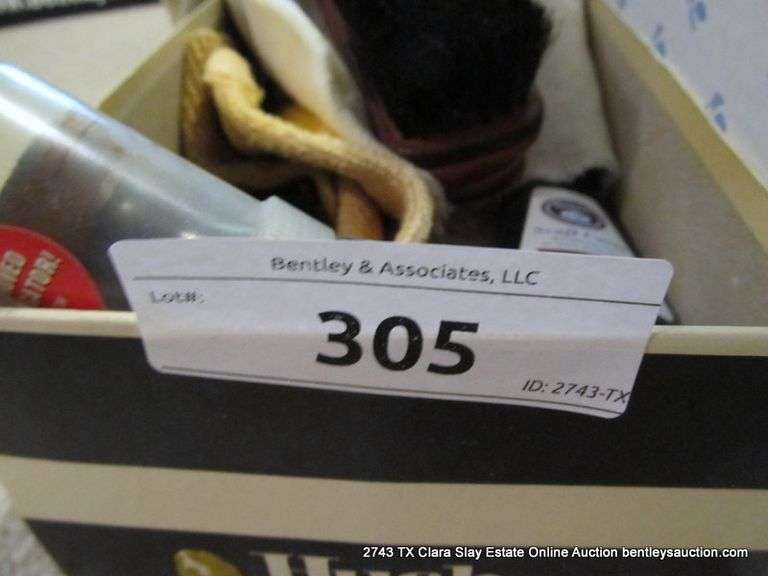 Bentley & Associates, LLC
Lot#:
305
ID: 2743-TX
2743 TX Clara Slay Estate Online Auction bentleysauction.com